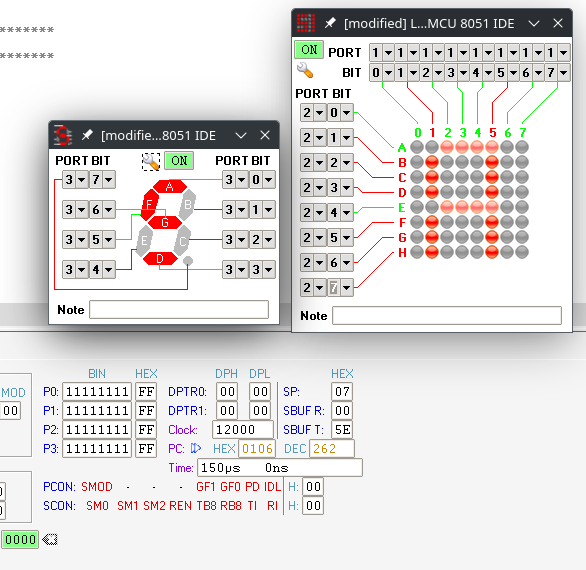 [modified] L...MCU 8051 IDE
*******
*******
ON PORT 1 1 1 1 1 1 1 1
BIT 0 1 2 3 4 5 6 7
PORT BIT
0 1 2 3 4 5 6 7
2 0 A
2 1 B
2 2 C
2 3 D
2 4 E
2 5 F
2 6 G
2 7 H
Note
[modifie...8051 IDE
PORT BIT ON PORT BIT
3 7 A 3 0
3 6 F B 3 1
G
3 5 E C 3 2
3 4 D 3 3
Note
BIN HEX DPH DPL HEX
SMOD P0: 11111111 FF DPTR0: 00 00 SP: 07
00 P1: 11111111 FF DPTR1: 00 00 SBUF R: 00
P2: 11111111 FF Clock: 12000 SBUF T: 5E
P3: 11111111 FF PC: HEX 0106 DEC 262
Time: 150µs 0ns
PCON: SMOD - - - GF1 GF0 PD IDL H: 00
SCON: SM0 SM1 SM2 REN TB8 RB8 TI RI H: 00
0000